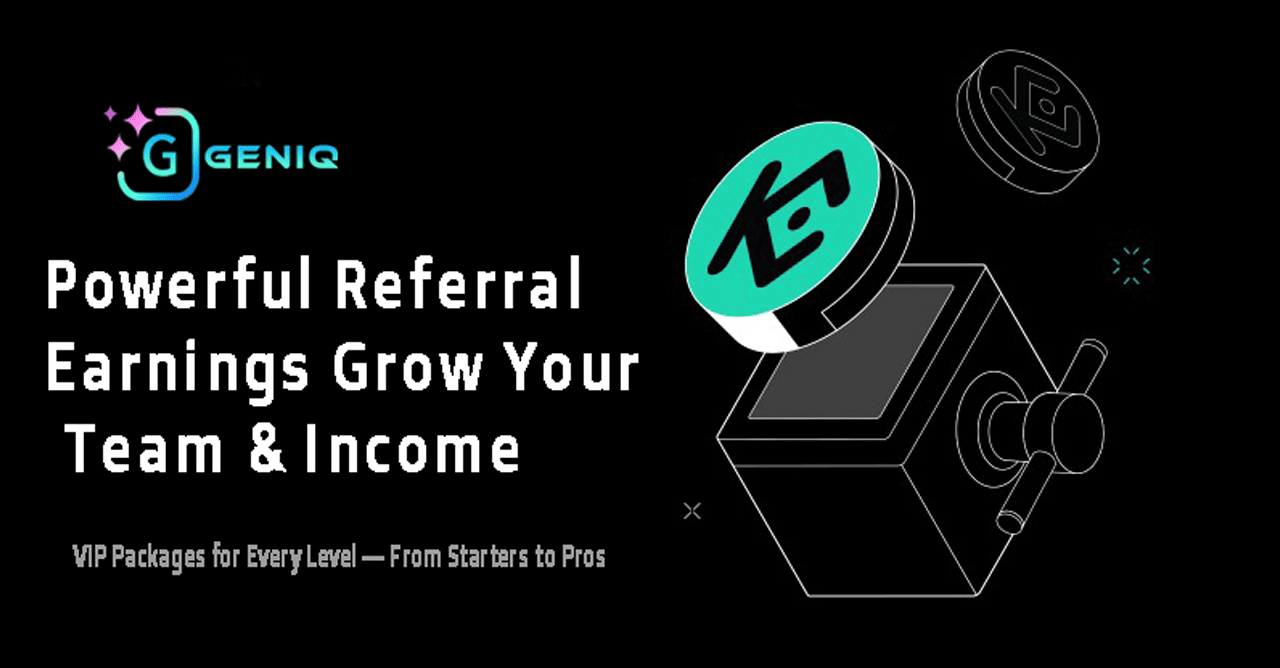 G GENIQ
Powerful Referral
Earnings Grow Your
Team & Income
VIP Packages for Every Level — From Starters to Pros